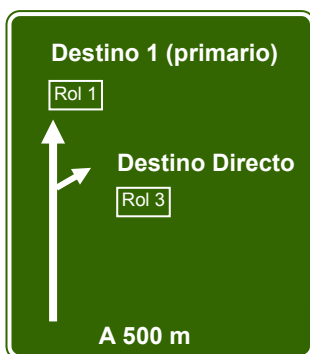 Destino 1 (primario)
Rol 1
Destino Directo
Rol 3
A 500 m